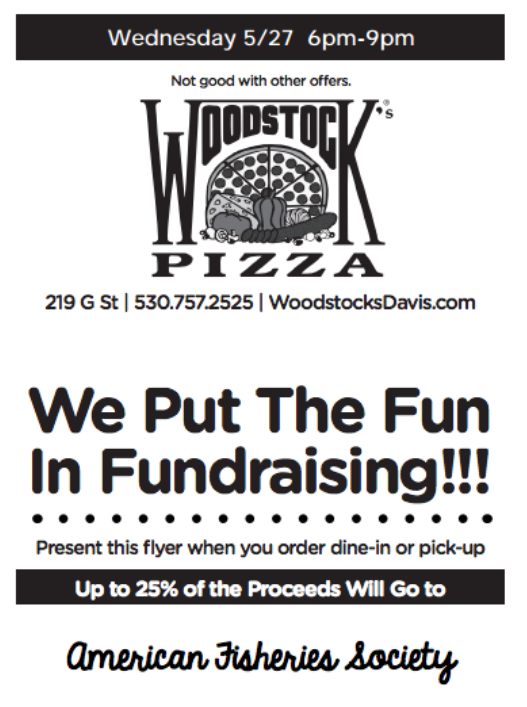 Wednesday 5/27 6pm-9pm
Not good with other offers.
WOODSTOCK'S®
PIZZA
219 G St | 530.757.2525 | WoodstocksDavis.com
We Put The Fun
In Fundraising!!!
Present this flyer when you order dine-in or pick-up
Up to 25% of the Proceeds Will Go to
American Fisheries Society